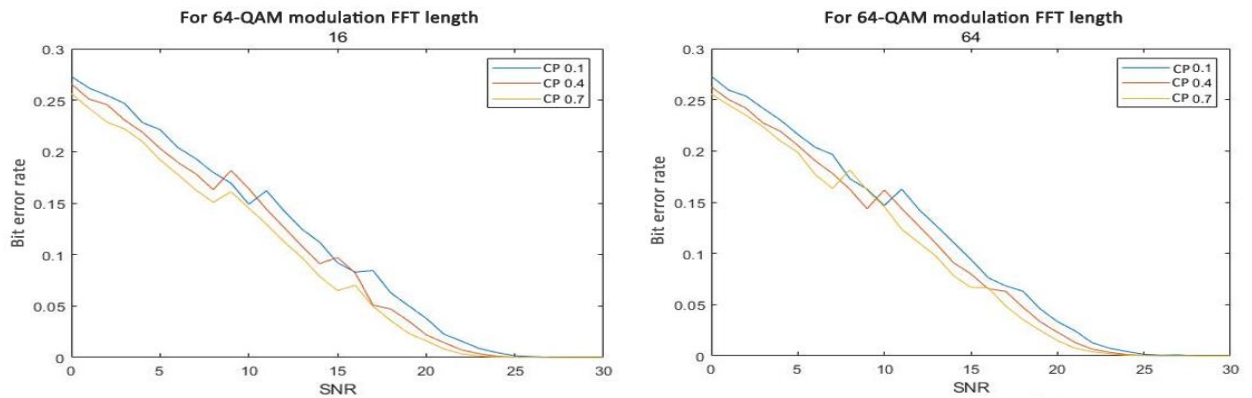 For 64-QAM modulation FFT length
16
0.3
0.25
0.2
0.15
0.1
0.05
0
Bit error rate
CP 0.1
CP 0.4
CP 0.7
0 5 10 15 20 25 30
SNR
For 64-QAM modulation FFT length
64
0.3
0.25
0.2
0.15
0.1
0.05
0
Bit error rate
CP 0.1
CP 0.4
CP 0.7
0 5 10 15 20 25 30
SNR